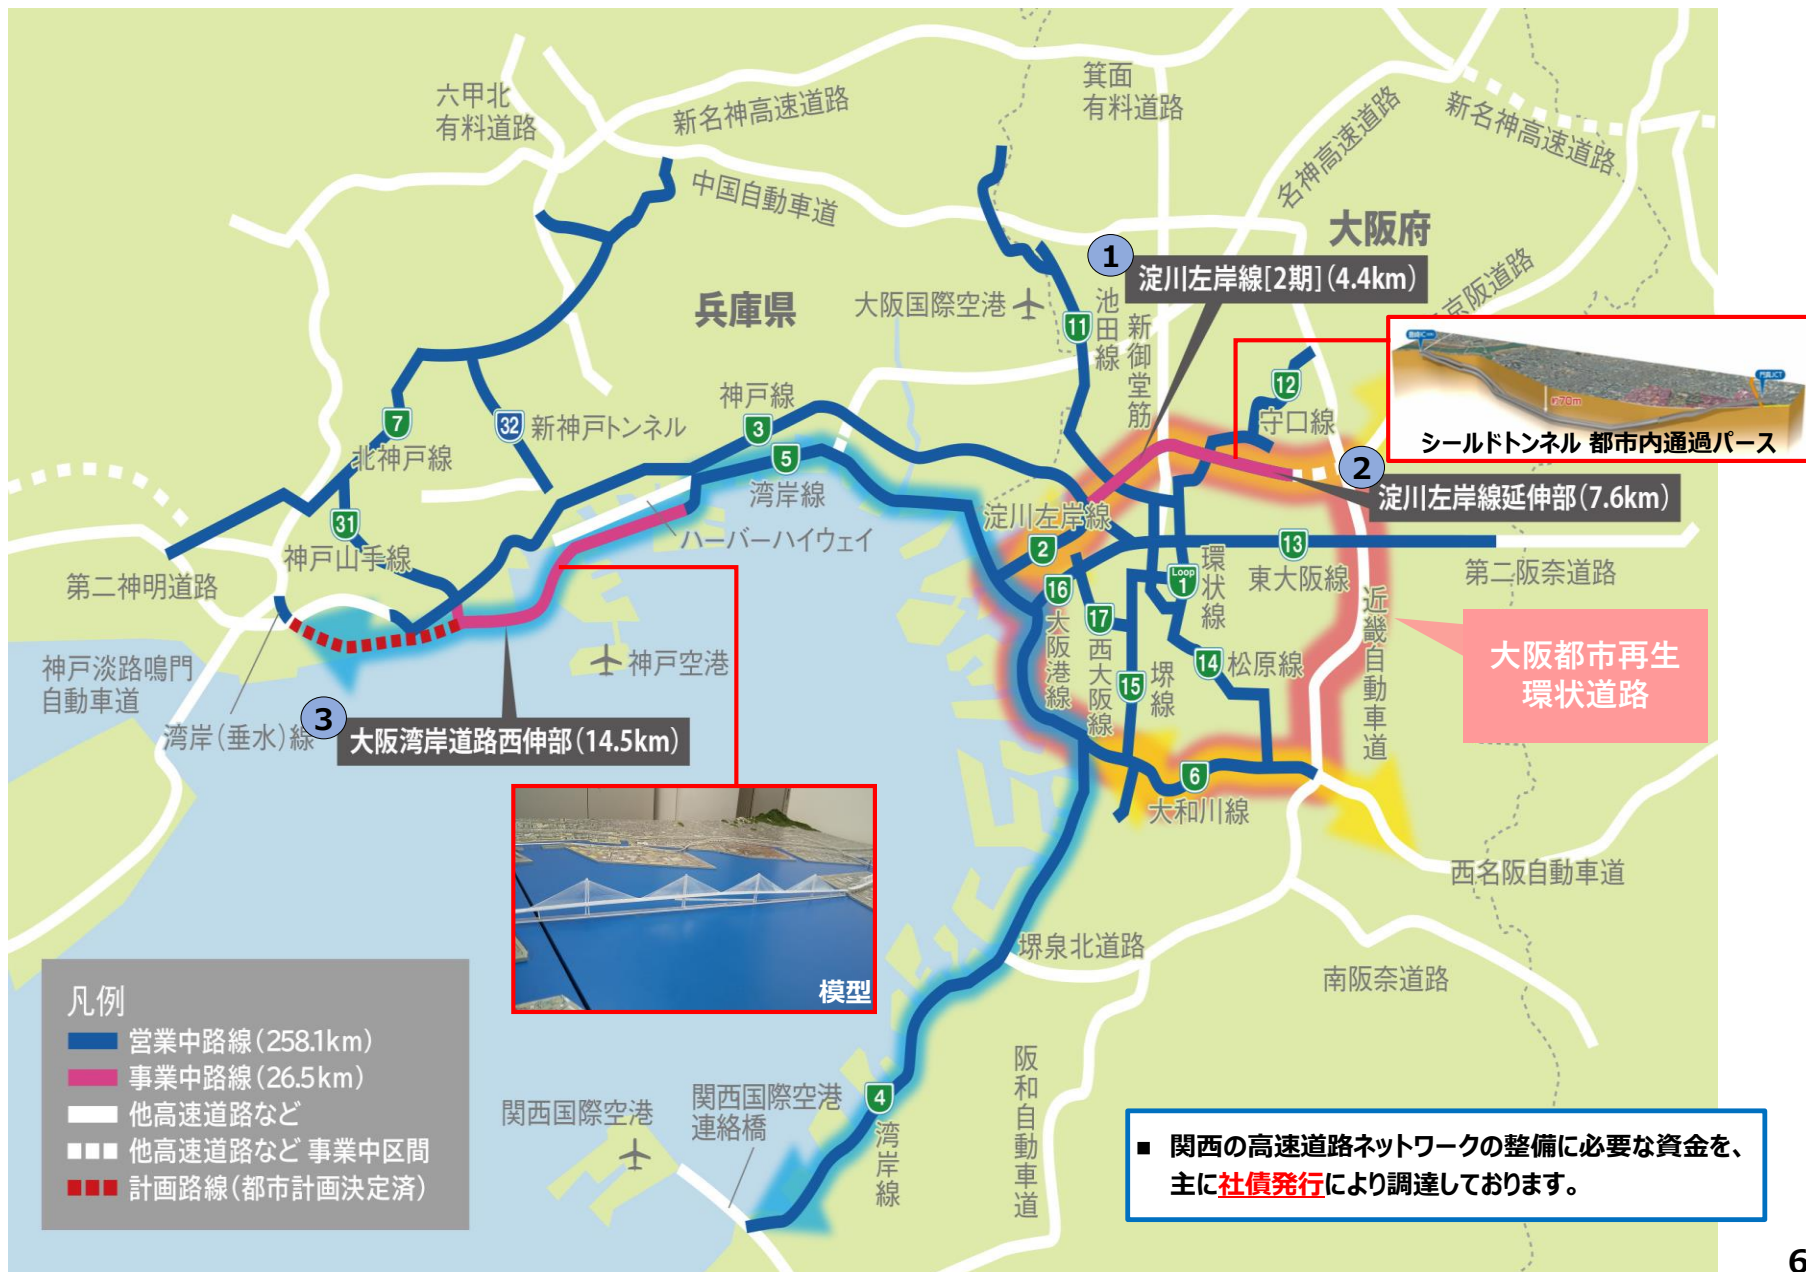 六甲北
有料道路
新名神高速道路
箕面
有料道路
名神高速道路
新名神高速道路
中国自動車道
大阪府
1
淀川左岸線[2期](4.4km)
兵庫県
大阪国際空港
11
池田線
新御堂筋
京阪道路
門真JCT
約70m
シールドトンネル 都市内通過パース
12
守口線
神戸線
3
7
北神戸線
32
新神戸トンネル
5
湾岸線
2
淀川左岸線延伸部(7.6km)
淀川左岸線
2
31
神戸山手線
ハーバーハイウェイ
13
東大阪線
第二阪奈道路
第二神明道路
16
大阪港線
17
西大阪線
Loop
1
環状線
近畿自動車道
大阪都市再生
環状道路
神戸淡路鳴門
自動車道
神戸空港
14
松原線
15
堺線
湾岸(垂水)線
3
大阪湾岸道路西伸部(14.5km)
6
大和川線
西名阪自動車道
模型
堺泉北道路
南阪奈道路
凡例
営業中路線(258.1km)
事業中路線(26.5km)
他高速道路など
他高速道路など 事業中区間
計画路線(都市計画決定済)
関西国際空港
関西国際空港
連絡橋
4
湾岸線
阪和自動車道
■ 関西の高速道路ネットワークの整備に必要な資金を、
主に社債発行により調達しております。
6